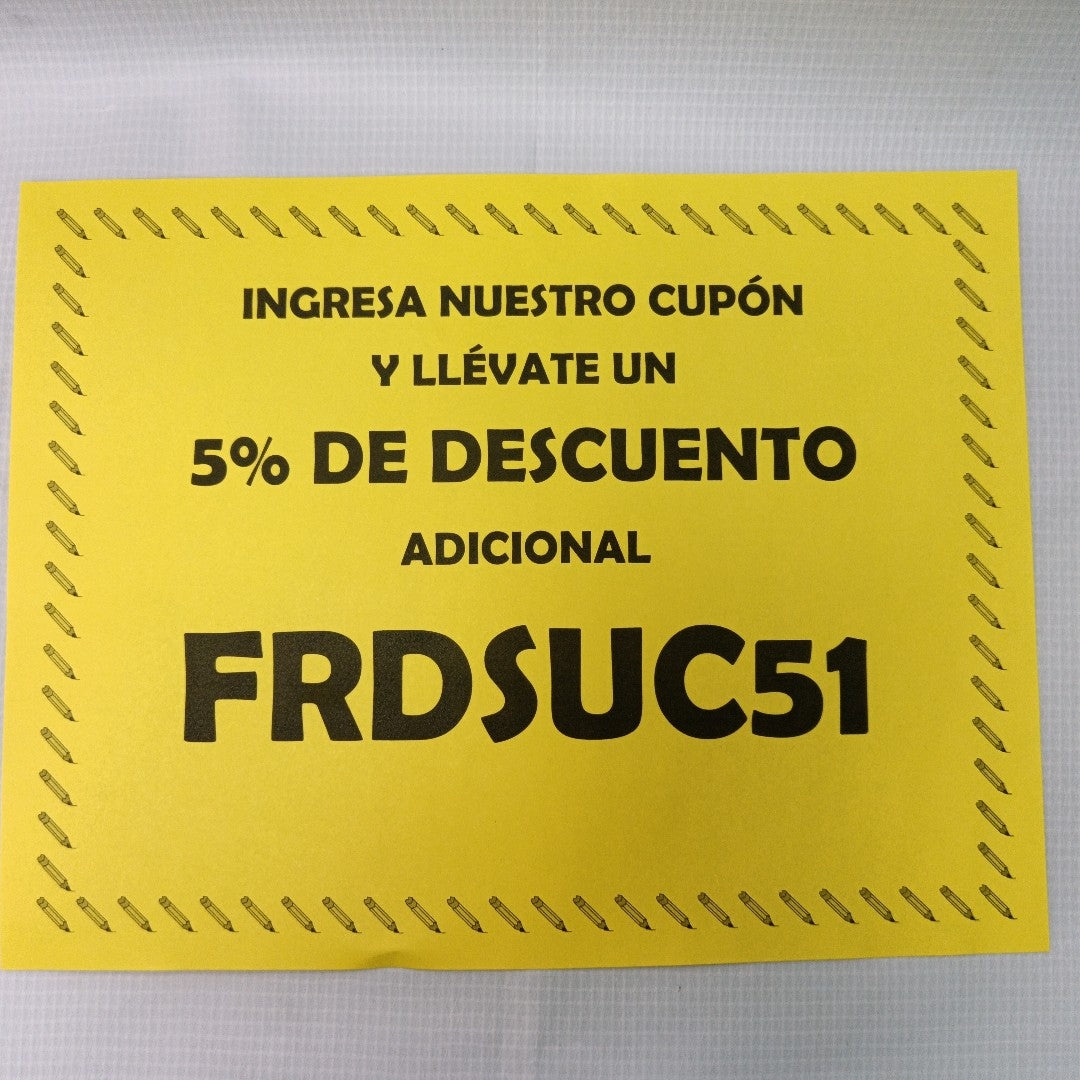 INGRESA NUESTRO CUPÓN
Y LLÉVATE UN
5% DE DESCUENTO
ADICIONAL
FRDSUC51